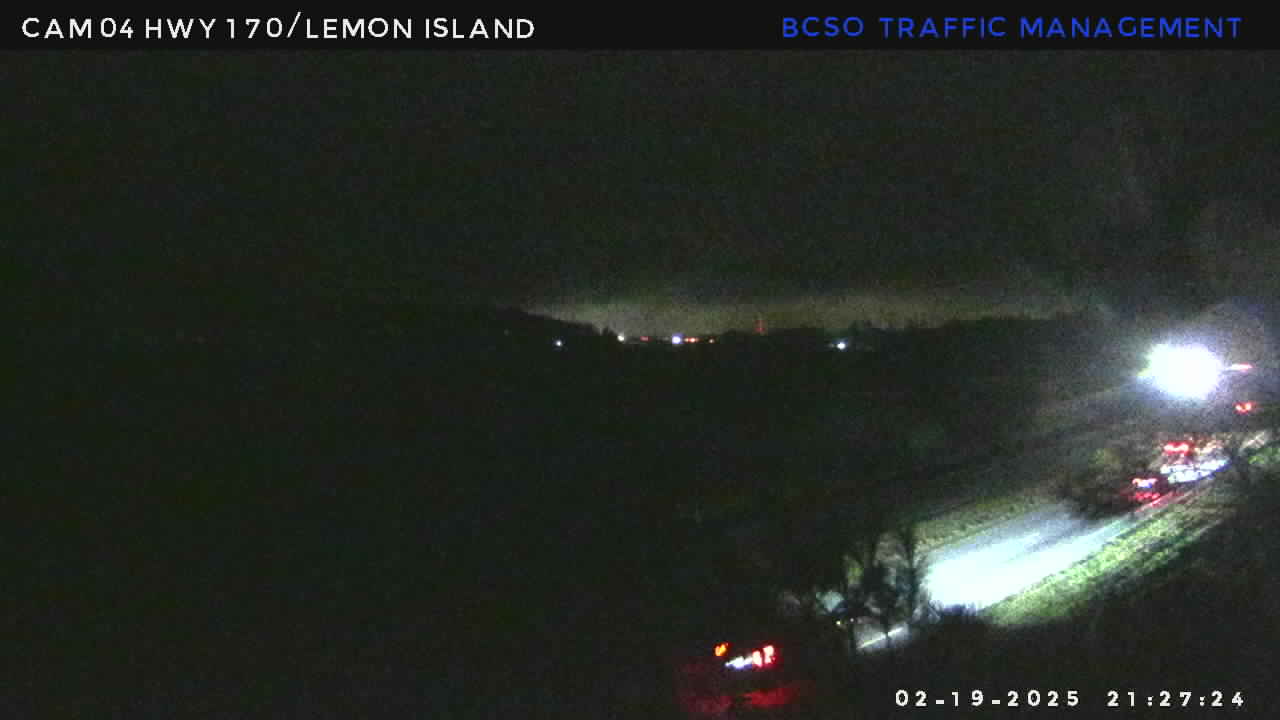 CAM04 HWY 170/LEMON ISLAND
BCSO TRAFFIC MANAGEMENT
02-19-2025 21:27:24